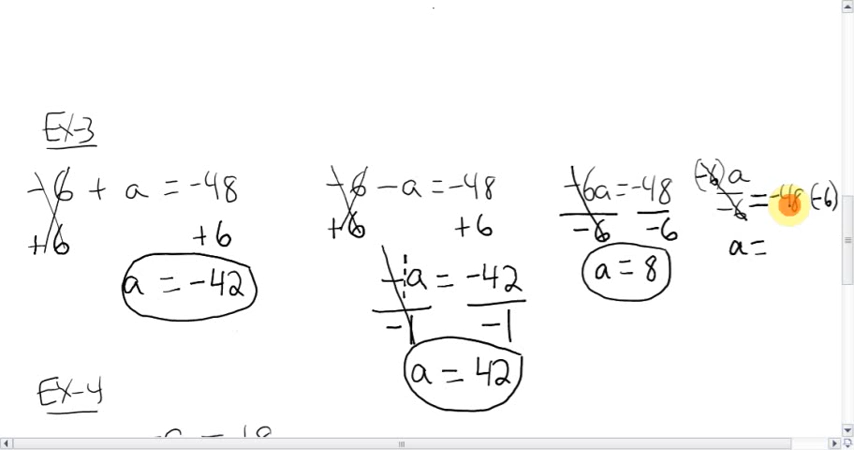 Ex-3
-6 + a = -48
+6 +6
a = -42
-6 - a = -48
+6 +6
-a = -42
-1 -1
a = 42
-6a = -48
-6 -6
a = 8
(-6) a
-6 = -48 (-6)
a =
Ex-4